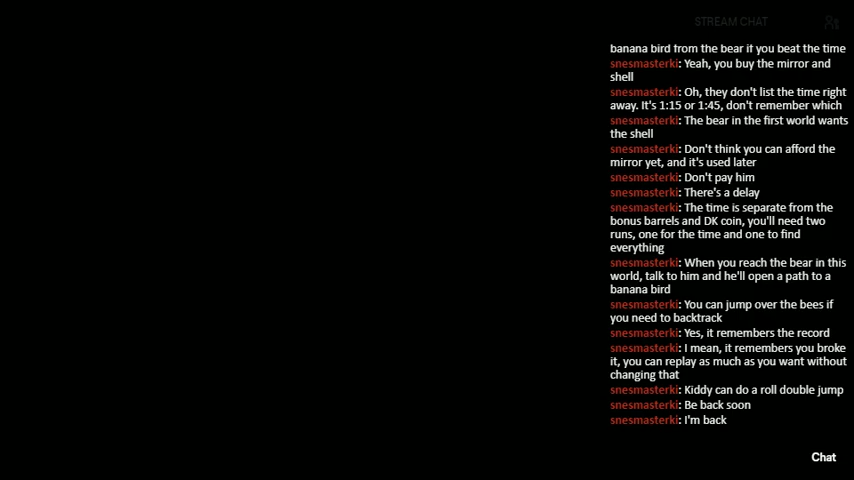 STREAM CHAT
banana bird from the bear if you beat the time
snesmasterki: Yeah, you buy the mirror and
shell
snesmasterki: Oh, they don't list the time right
away. It's 1:15 or 1:45, don't remember which
snesmasterki: The bear in the first world wants
the shell
snesmasterki: Don't think you can afford the
mirror yet, and it's used later
snesmasterki: Don't pay him
snesmasterki: There's a delay
snesmasterki: The time is separate from the
bonus barrels and DK coin, you'll need two
runs, one for the time and one to find
everything
snesmasterki: When you reach the bear in this
world, talk to him and he'll open a path to a
banana bird
snesmasterki: You can jump over the bees if
you need to backtrack
snesmasterki: Yes, it remembers the record
snesmasterki: I mean, it remembers you broke
it, you can replay as much as you want without
changing that
snesmasterki: Kiddy can do a roll double jump
snesmasterki: Be back soon
snesmasterki: I'm back
Chat